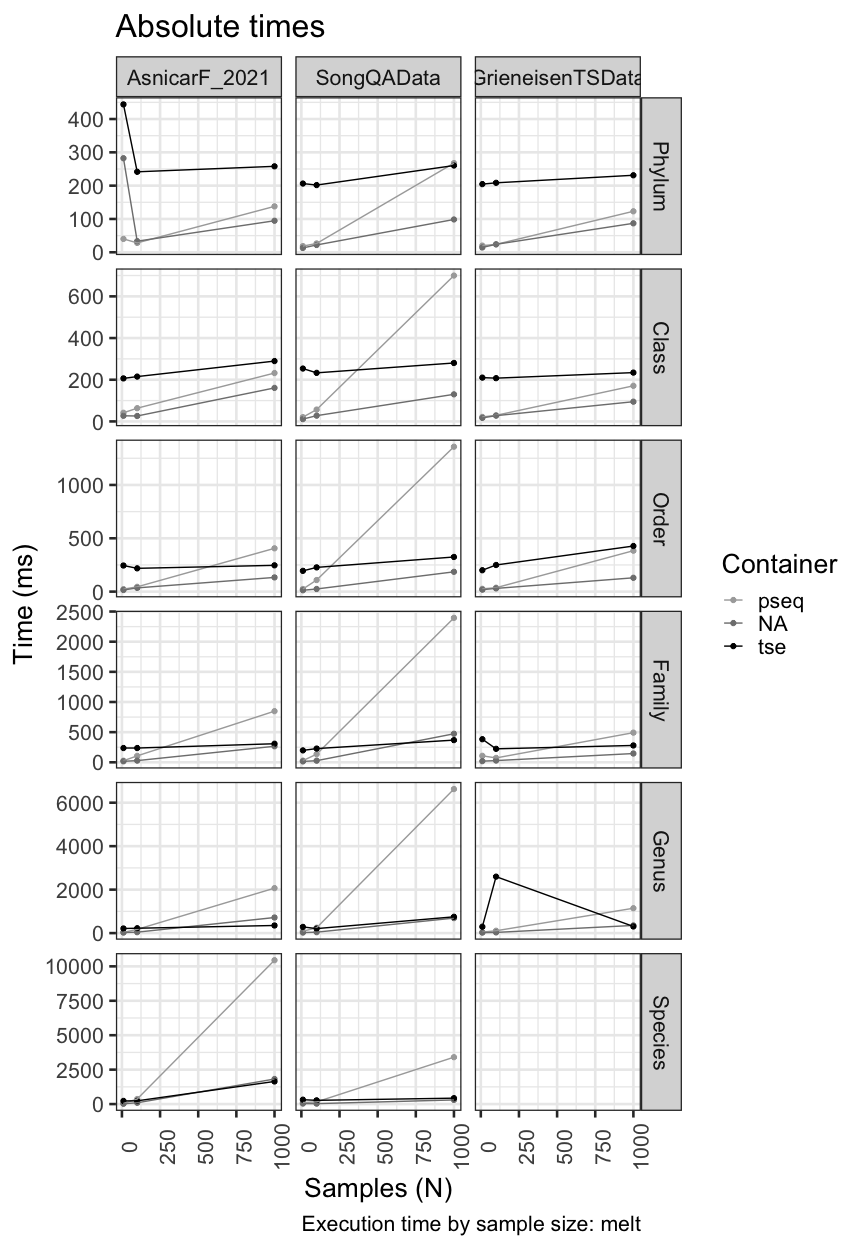 Absolute times
AsnicarF_2021
SongQAData
GrieneisenTSData
400
300
200
100
0
Phylum
600
400
200
0
Class
1000
500
0
Order
2500
2000
1500
1000
500
0
Family
6000
4000
2000
0
Genus
10000
7500
5000
2500
0
Species
Time (ms)
0 250 500 750 1000
0 250 500 750 1000
0 250 500 750 1000
Samples (N)
Execution time by sample size: melt
Container
pseq
NA
tse